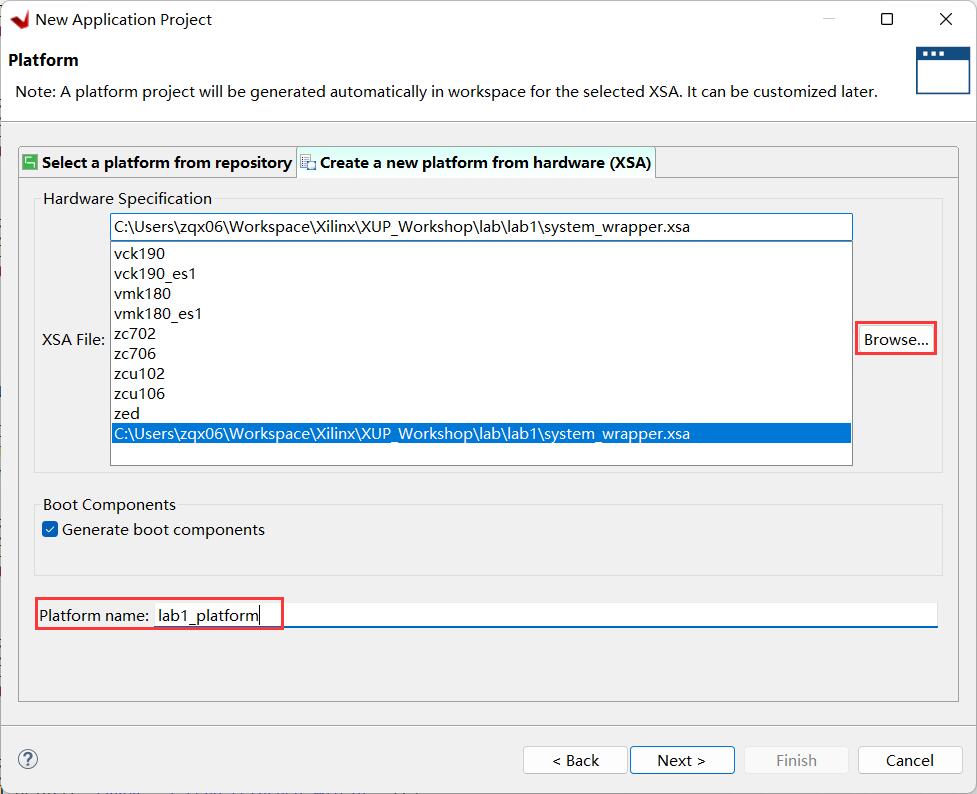 New Application Project
Platform
Note: A platform project will be generated automatically in workspace for the selected XSA. It can be customized later.
Select a platform from repository
Create a new platform from hardware (XSA)
Hardware Specification
C:\Users\zqx06\Workspace\Xilinx\XUP_Workshop\lab\lab1\system_wrapper.xsa
vck190
vck190_es1
vmk180
vmk180_es1
XSA File:
zc702
Browse...
zc706
zcu102
zcu106
zed
C:\Users\zqx06\Workspace\Xilinx\XUP_Workshop\lab\lab1\system_wrapper.xsa
Boot Components
Generate boot components
Platform name: lab1_platform
?
< Back
Next >
Finish
Cancel